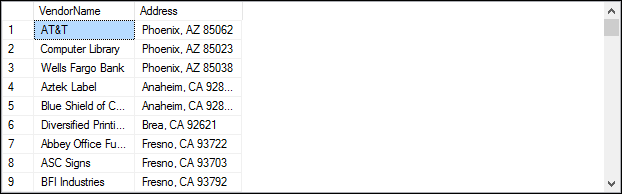 VendorName Address
1 AT&T Phoenix, AZ 85062
2 Computer Library Phoenix, AZ 85023
3 Wells Fargo Bank Phoenix, AZ 85038
4 Aztek Label Anaheim, CA 928...
5 Blue Shield of C... Anaheim, CA 928...
6 Diversified Printi... Brea, CA 92621
7 Abbey Office Fu... Fresno, CA 93722
8 ASC Signs Fresno, CA 93703
9 BFI Industries Fresno, CA 93792